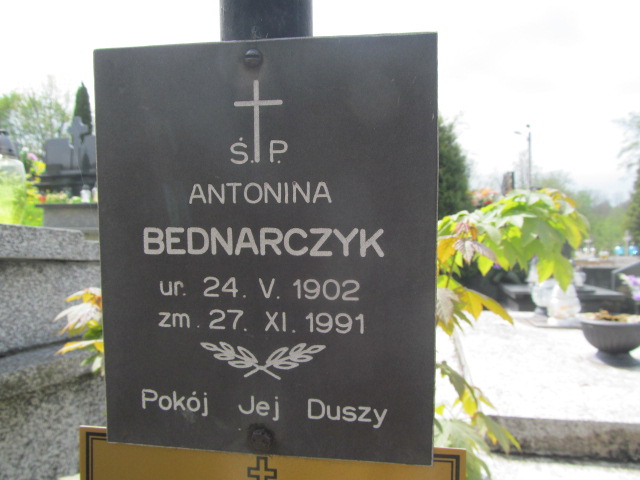 Ś. P.
ANTONINA
BEDNARCZYK
ur. 24. V. 1902
zm. 27. XI. 1991
Pokój Jej Duszy